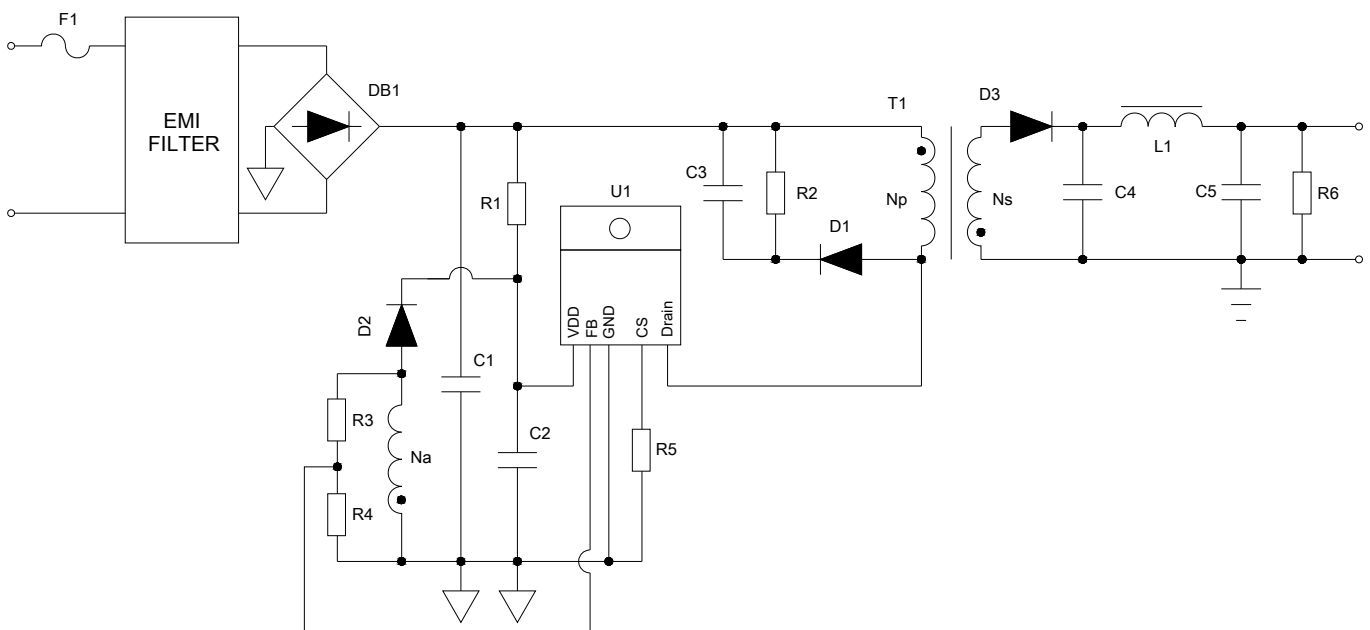 F1
EMI
FILTER
DB1
T1
D3
L1
C3
R2
Np
Ns
C4
C5
R6
R1
U1
D1
VDD
FB
GND
CS
Drain
D2
C1
R3
Na
C2
R5
R4